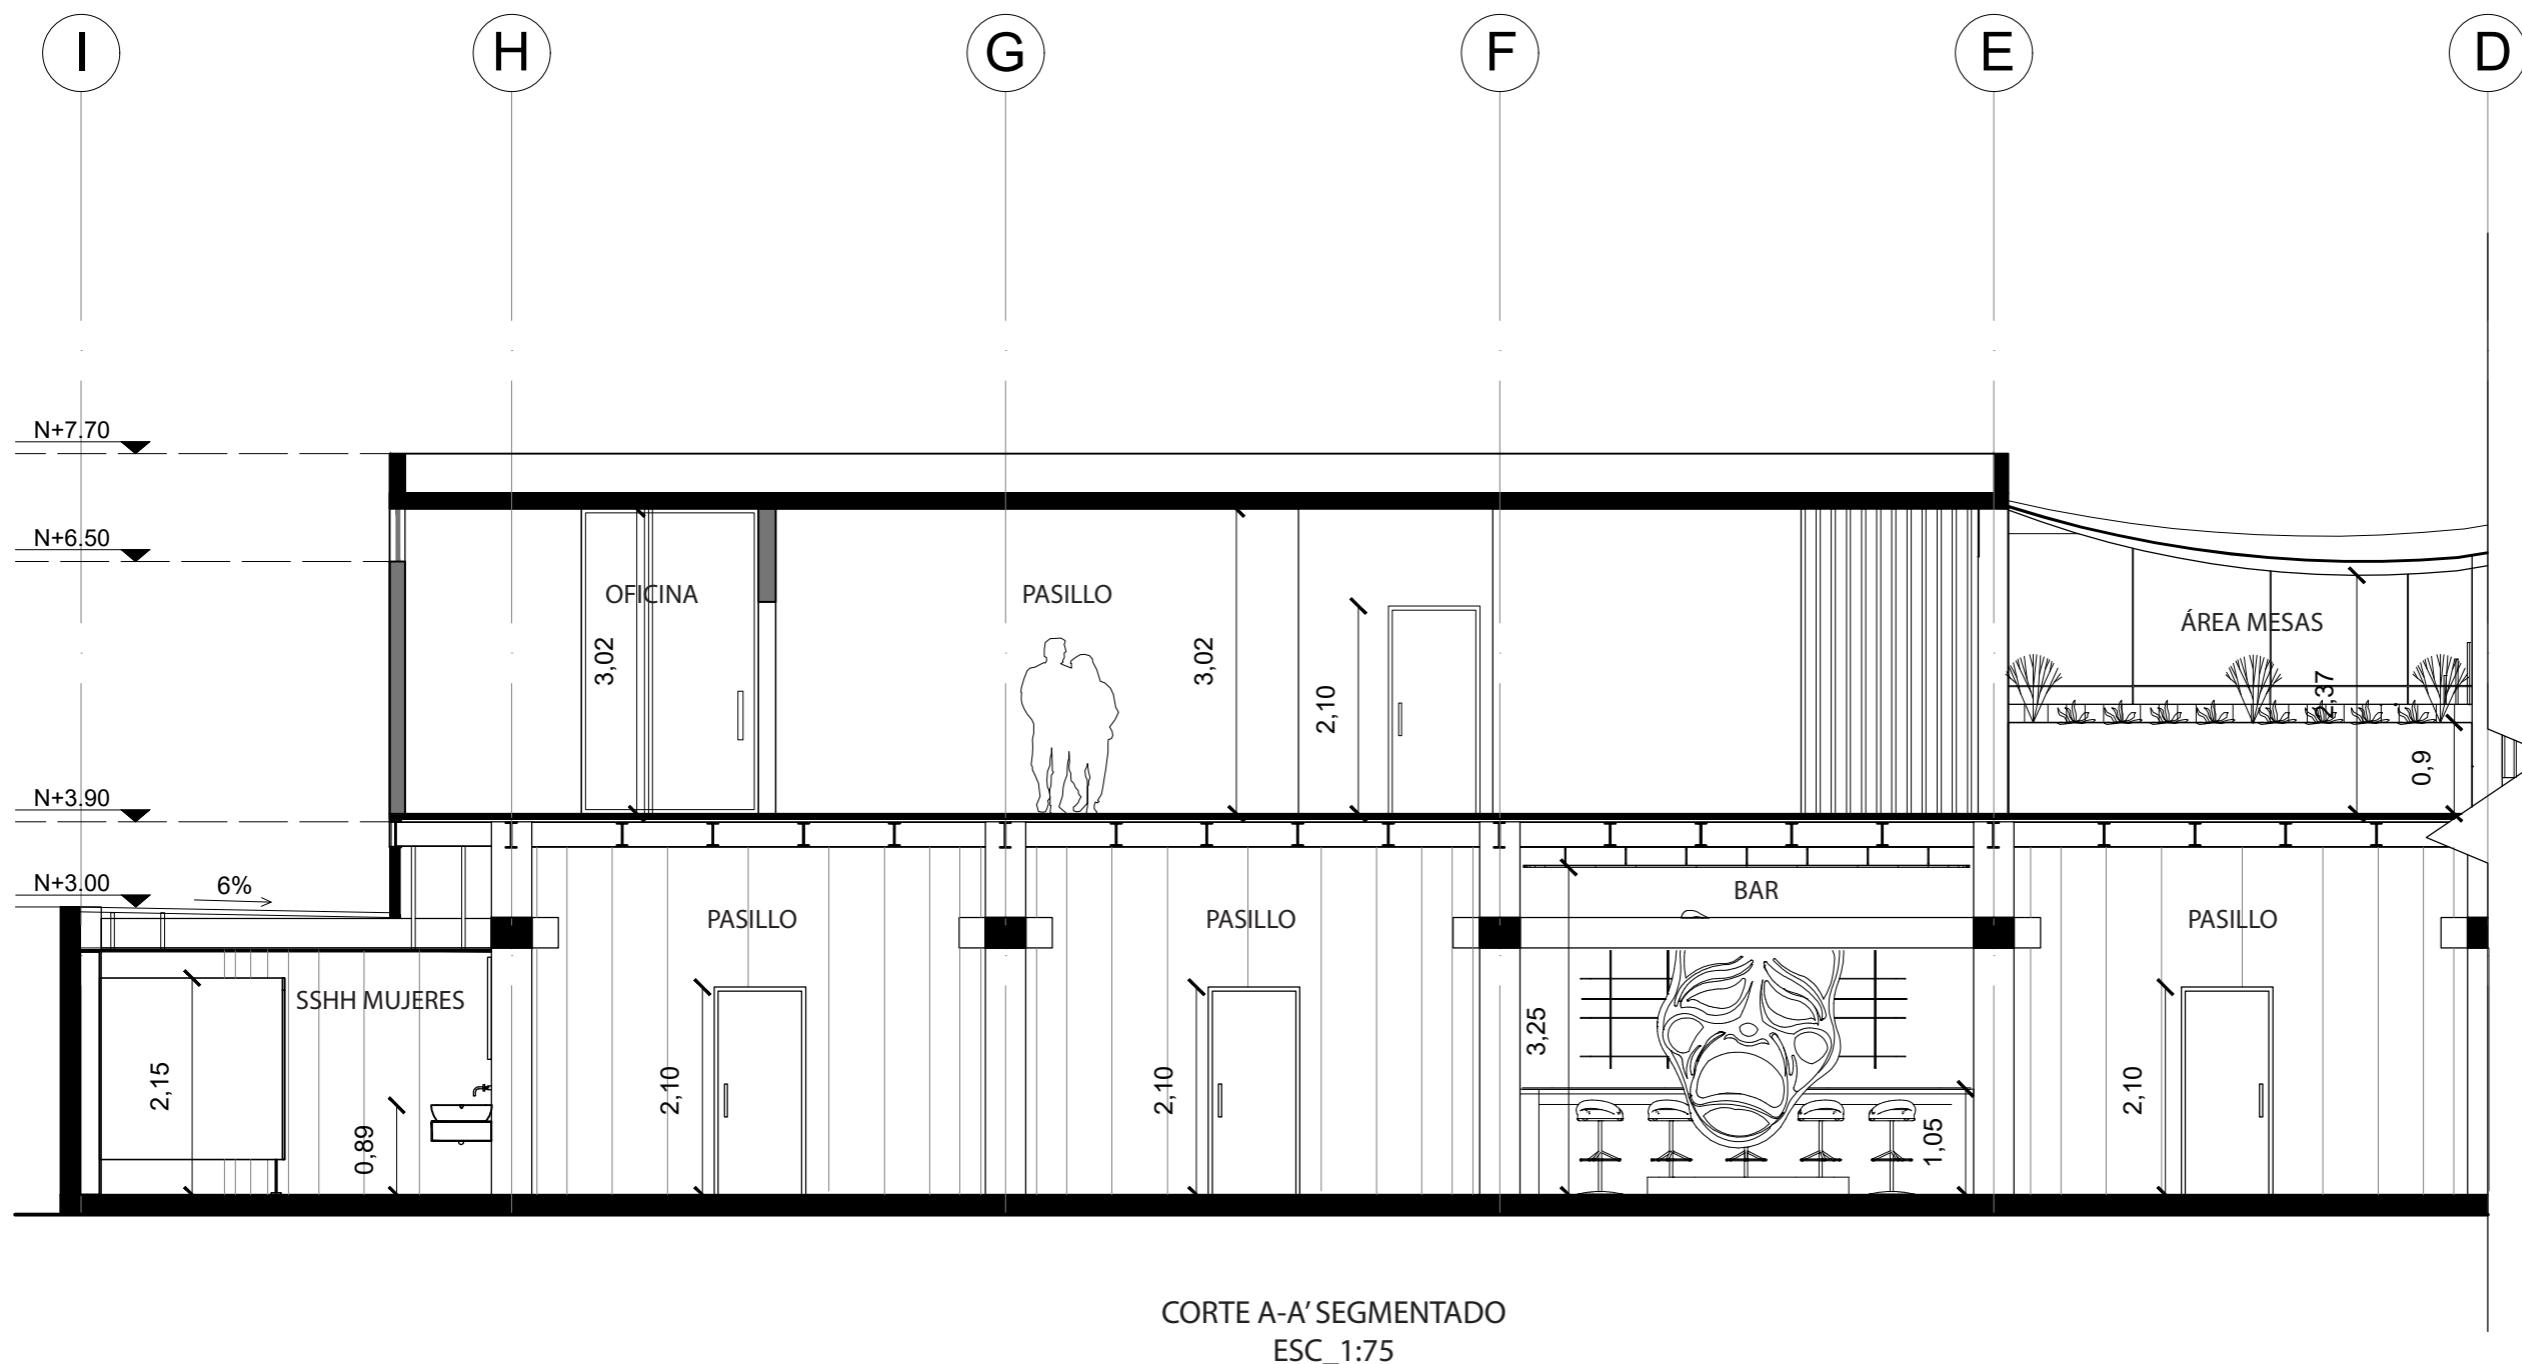 I
H
G
F
E
D
N+7.70
N+6.50
OFICINA
PASILLO
ÁREA MESAS
3,02
3,02
2,10
0,9
N+3.90
N+3.00
6%
BAR
PASILLO
PASILLO
PASILLO
SSHH MUJERES
2,15
0,89
2,10
2,10
3,25
1,05
2,10
CORTE A-A’ SEGMENTADO
ESC_1:75